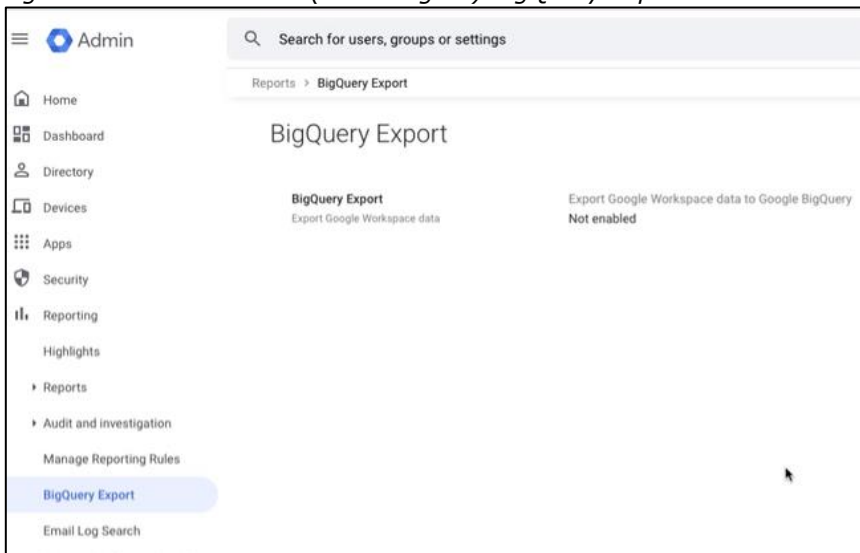 Admin
Search for users, groups or settings
Reports > BigQuery Export
Home
Dashboard
Directory
Devices
Apps
Security
Reporting
Highlights
Reports
Audit and investigation
Manage Reporting Rules
BigQuery Export
Email Log Search
BigQuery Export
BigQuery Export
Export Google Workspace data
Export Google Workspace data to Google BigQuery
Not enabled